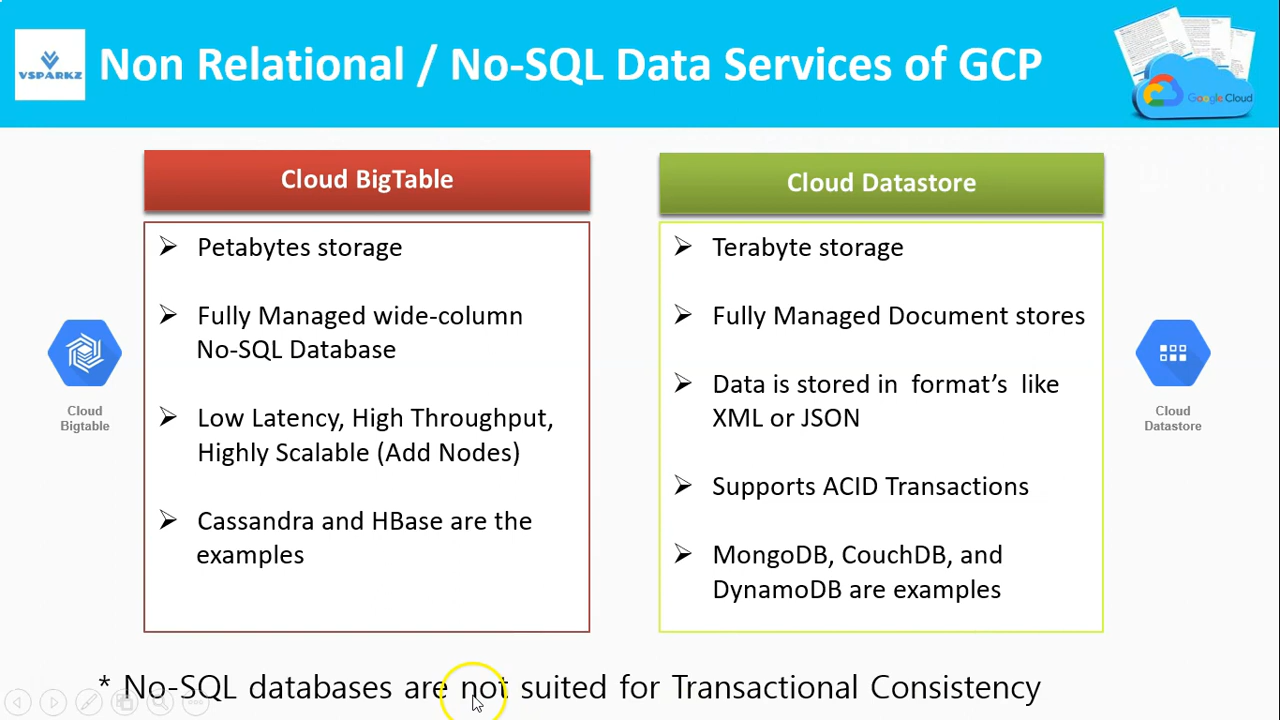 VSPARKZ
Non Relational / No-SQL Data Services of GCP
Google Cloud
Cloud BigTable
➢ Petabytes storage
➢ Fully Managed wide-column
No-SQL Database
➢ Low Latency, High Throughput,
Highly Scalable (Add Nodes)
➢ Cassandra and HBase are the
examples
Cloud
Bigtable
Cloud Datastore
➢ Terabyte storage
➢ Fully Managed Document stores
➢ Data is stored in format's like
XML or JSON
➢ Supports ACID Transactions
➢ MongoDB, CouchDB, and
DynamoDB are examples
Cloud
Datastore
* No-SQL databases are not suited for Transactional Consistency